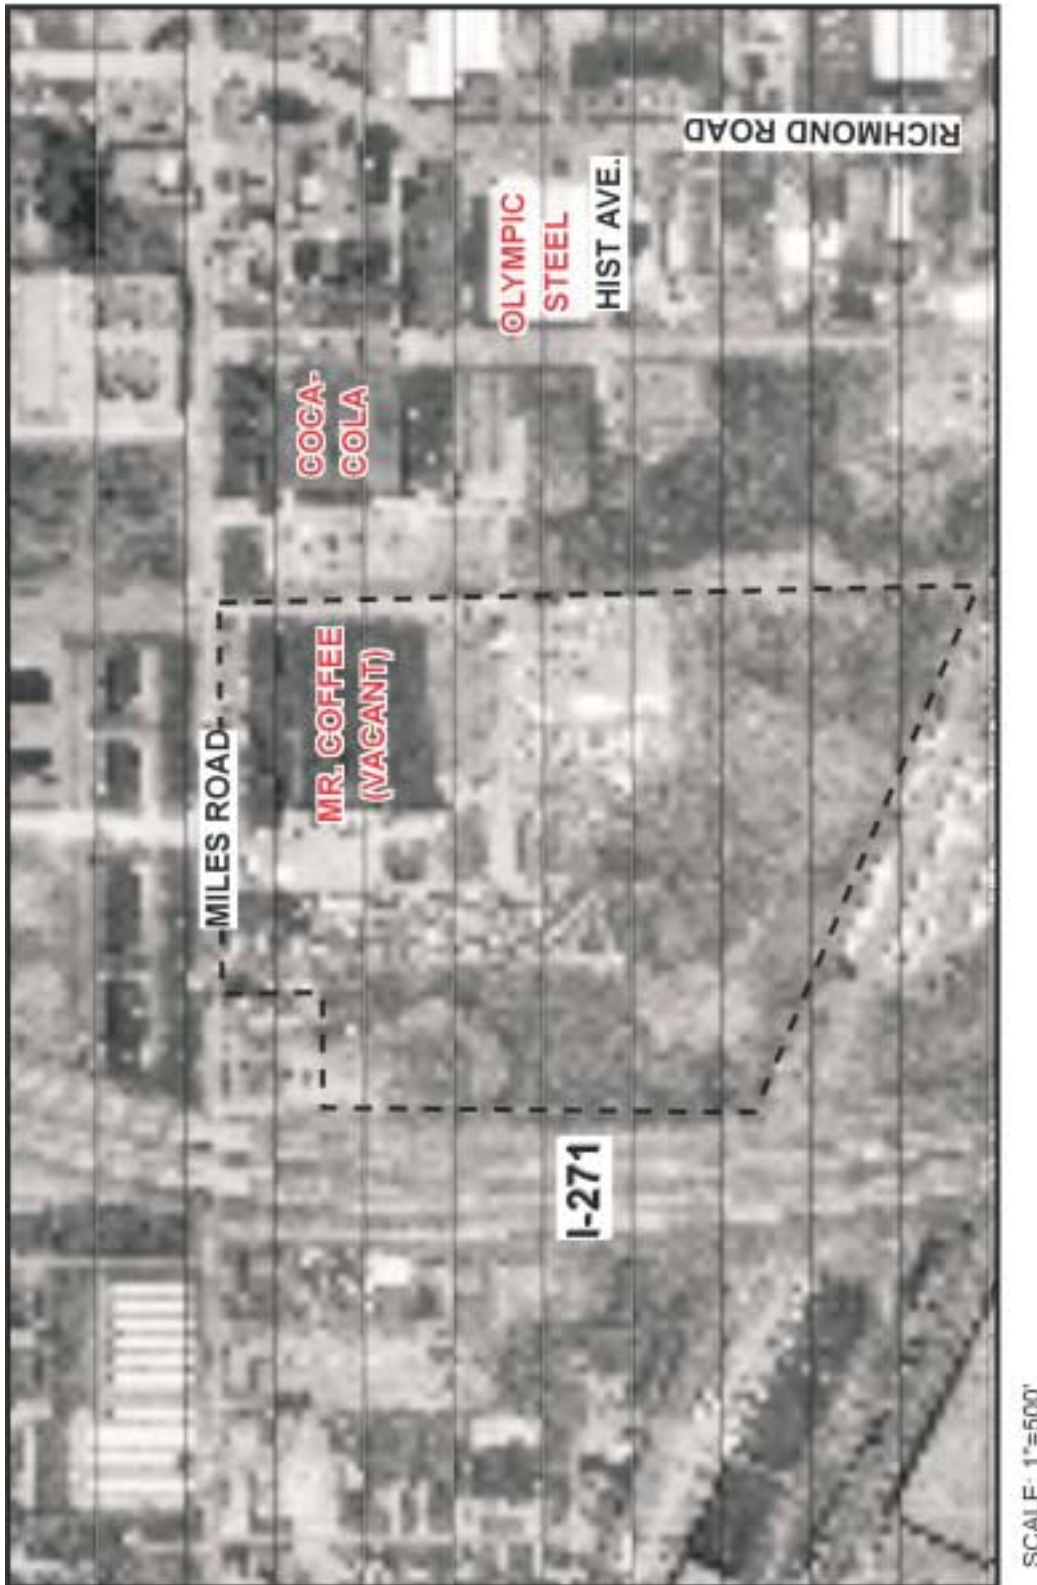 MILES ROAD
MR. COFFEE
(VACANT)
COCA-
COLA
OLYMPIC
STEEL
HIST AVE.
RICHMOND ROAD
I-271
SCALE: 1"=500'